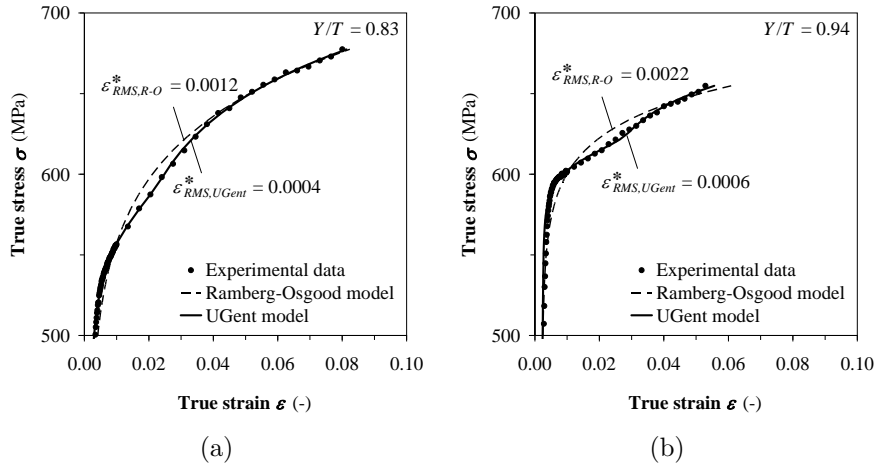 700
Y/T = 0.83
ε*RMS,R-O = 0.0012
600
ε*RMS,UGent = 0.0004
True stress σ (MPa)
Experimental data
Ramberg-Osgood model
UGent model
500
0.00 0.02 0.04 0.06 0.08 0.10
True strain ε (-)
(a)
700
Y/T = 0.94
ε*RMS,R-O = 0.0022
600
ε*RMS,UGent = 0.0006
True stress σ (MPa)
Experimental data
Ramberg-Osgood model
UGent model
500
0.00 0.02 0.04 0.06 0.08 0.10
True strain ε (-)
(b)